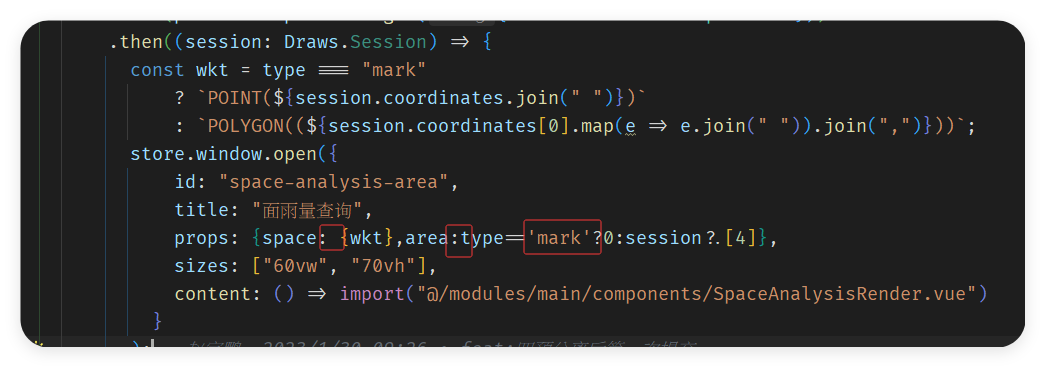 .then((session: Draws.Session) => {
const wkt = type === "mark"
? `POINT(${session.coordinates.join(" ")})`
: `POLYGON((${session.coordinates[0].map(e => e.join(" ")).join(",")}))`;
store.window.open({
id: "space-analysis-area",
title: "面雨量查询",
props: {space: {wkt},area:type=='mark'?0:session?.[4]},
sizes: ["60vw", "70vh"],
content: () => import("@/modules/main/components/SpaceAnalysisRender.vue")
}